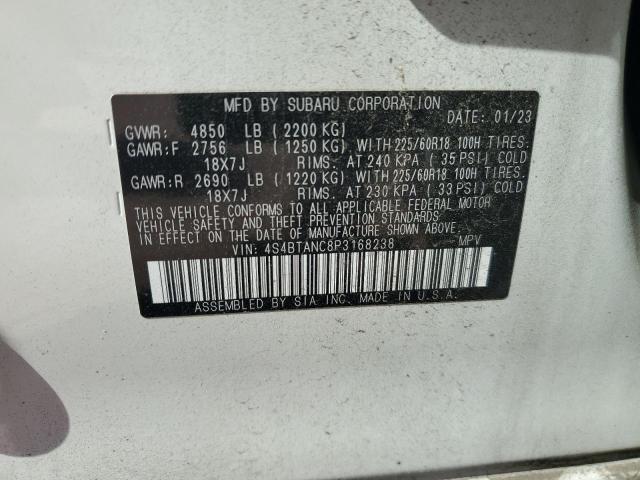 MFD BY SUBARU CORPORATION
DATE: 01/23
GVWR: 4850 LB (2200 KG)
GAWR:F 2756 LB (1250 KG) WITH 225/60R18 100H TIRES.
18X7J RIMS. AT 240 KPA (35 PSI) COLD
GAWR:R 2690 LB (1220 KG) WITH 225/60R18 100H TIRES.
18X7J RIMS. AT 230 KPA (33 PSI) COLD
THIS VEHICLE CONFORMS TO ALL APPLICABLE FEDERAL MOTOR
VEHICLE SAFETY AND THEFT PREVENTION STANDARDS
IN EFFECT ON THE DATE OF MANUFACTURE SHOWN ABOVE.
VIN: 4S4BTANC8P3168238 MPV
ASSEMBLED BY SIA INC. MADE IN U.S.A.